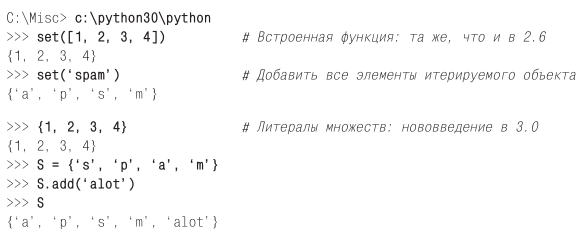 C:\Misc> c:\python30\python
>>> set([1, 2, 3, 4]) # Встроенная функция: та же, что и в 2.6
{1, 2, 3, 4}
>>> set(‘spam’) # Добавить все элементы итерируемого объекта
{‘a’, ‘p’, ‘s’, ‘m’}
>>> {1, 2, 3, 4} # Литералы множеств: нововведение в 3.0
{1, 2, 3, 4}
>>> S = {‘s’, ‘p’, ‘a’, ‘m’}
>>> S.add(‘alot’)
>>> S
{‘a’, ‘p’, ‘s’, ‘m’, ‘alot’}